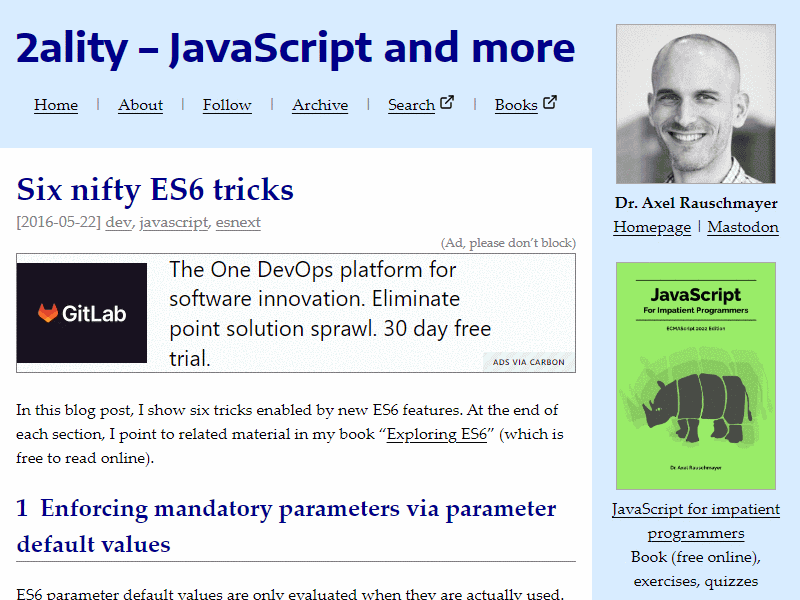 2ality – JavaScript and more
Home | About | Follow | Archive | Search | Books
Six nifty ES6 tricks
[2016-05-22] dev, javascript, esnext
(Ad, please don’t block)
GitLab
The One DevOps platform for
software innovation. Eliminate
point solution sprawl. 30 day free
trial.
ADS VIA CARBON
In this blog post, I show six tricks enabled by new ES6 features. At the end of
each section, I point to related material in my book “Exploring ES6” (which is
free to read online).
1 Enforcing mandatory parameters via parameter
default values
ES6 parameter default values are only evaluated when they are actually used.
Dr. Axel Rauschmayer
Homepage | Mastodon
JavaScript
For Impatient Programmers
ECMAScript 2022 Edition
Dr. Axel Rauschmayer
JavaScript for impatient
programmers
Book (free online),
exercises, quizzes